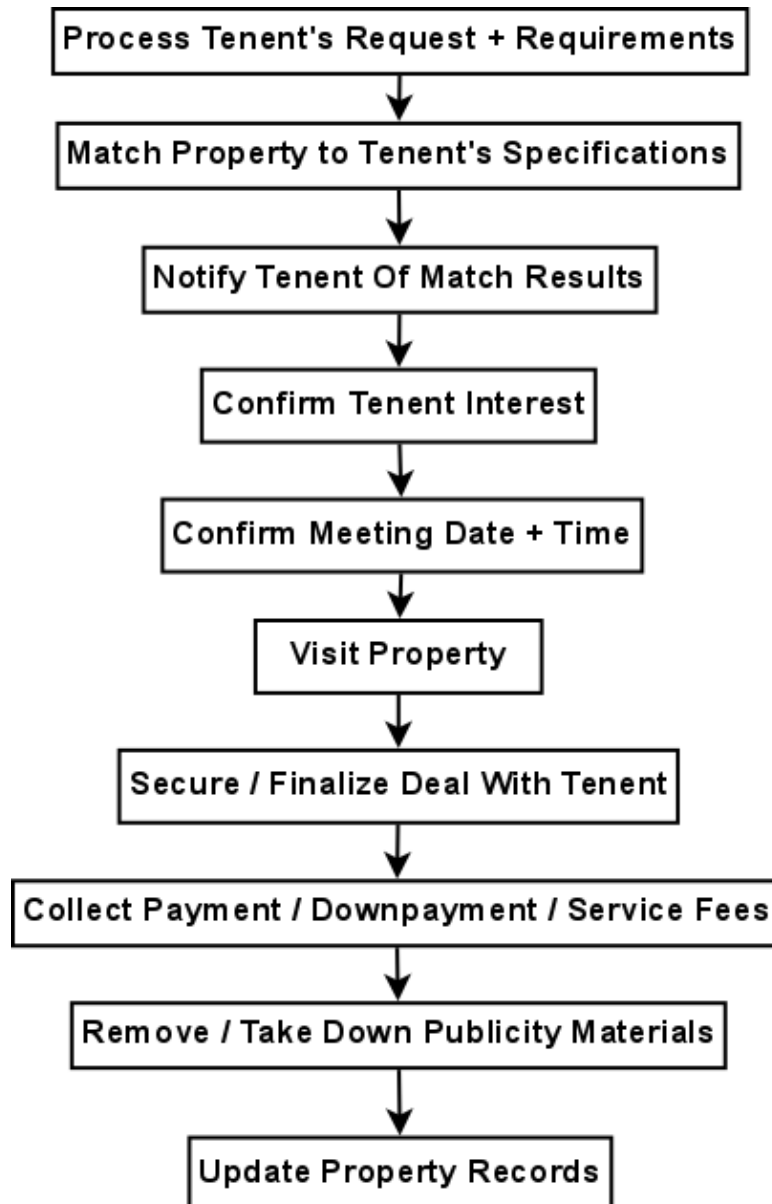 Process Tenent's Request + Requirements
Match Property to Tenent's Specifications
Notify Tenent Of Match Results
Confirm Tenent Interest
Confirm Meeting Date + Time
Visit Property
Secure / Finalize Deal With Tenent
Collect Payment / Downpayment / Service Fees
Remove / Take Down Publicity Materials
Update Property Records